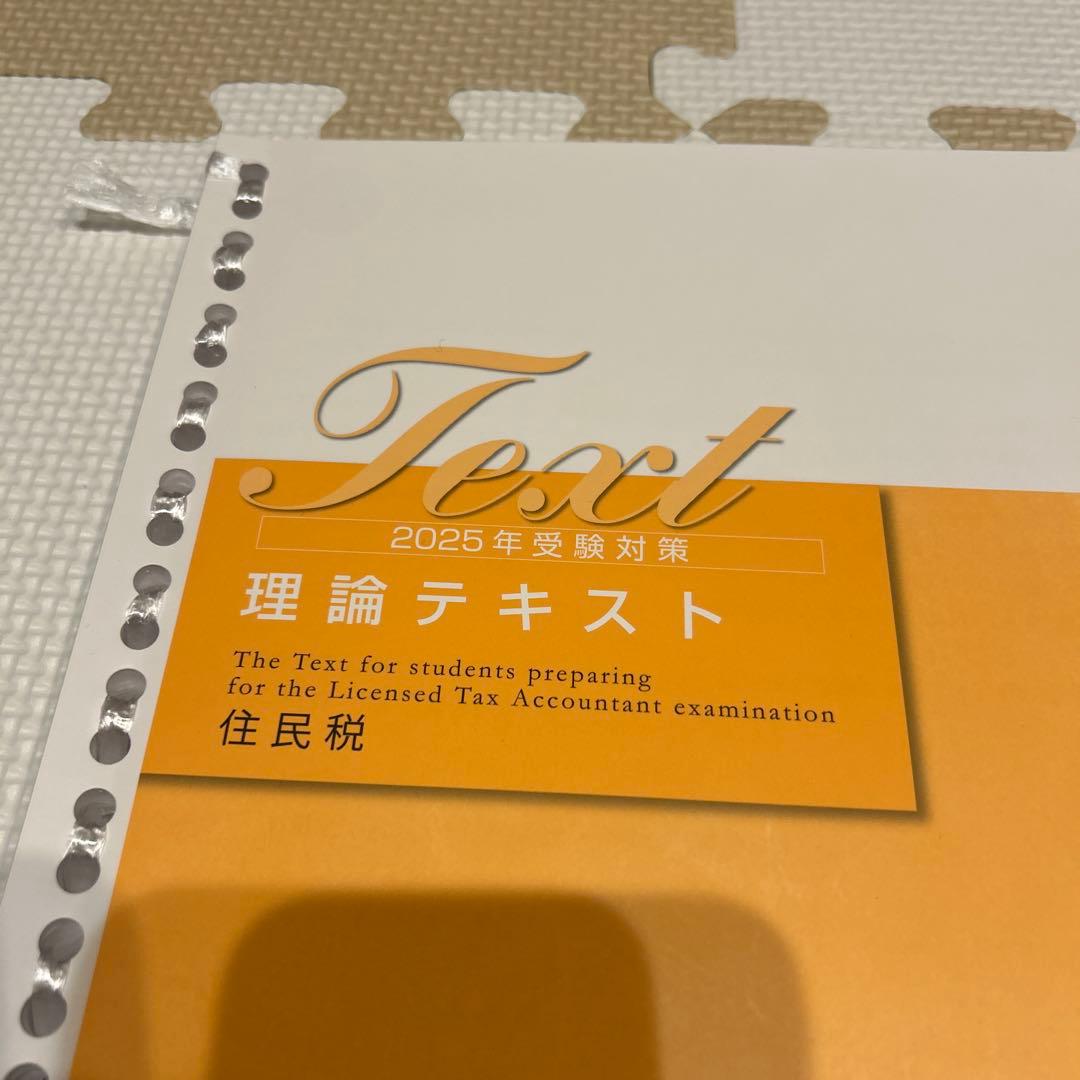 Text
2025年受験対策
理論テキスト
The Text for students preparing
for the Licensed Tax Accountant examination
住民税